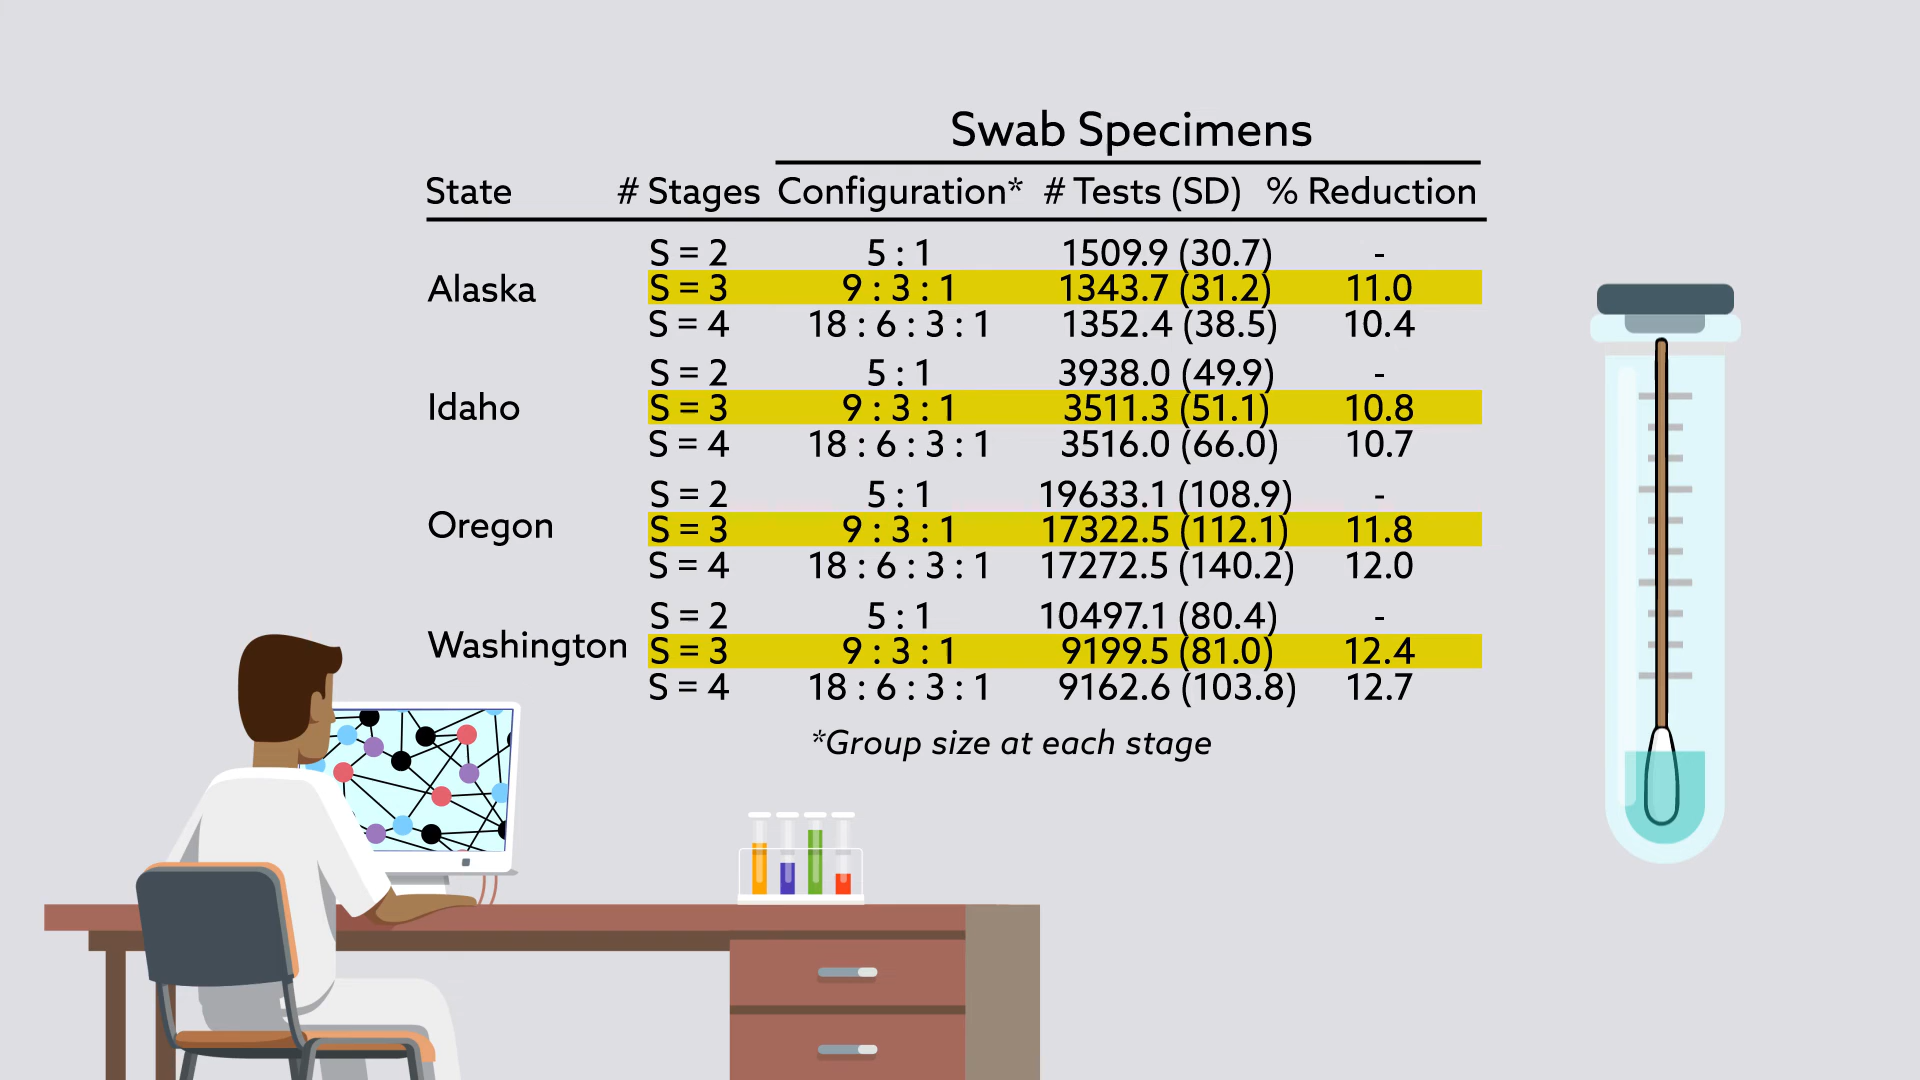 Swab Specimens
State # Stages Configuration* # Tests (SD) % Reduction
S = 2 5 : 1 1509.9 (30.7) -
Alaska S = 3 9 : 3 : 1 1343.7 (31.2) 11.0
S = 4 18 : 6 : 3 : 1 1352.4 (38.5) 10.4
S = 2 5 : 1 3938.0 (49.9) -
Idaho S = 3 9 : 3 : 1 3511.3 (51.1) 10.8
S = 4 18 : 6 : 3 : 1 3516.0 (66.0) 10.7
S = 2 5 : 1 19633.1 (108.9) -
Oregon S = 3 9 : 3 : 1 17322.5 (112.1) 11.8
S = 4 18 : 6 : 3 : 1 17272.5 (140.2) 12.0
S = 2 5 : 1 10497.1 (80.4) -
Washington S = 3 9 : 3 : 1 9199.5 (81.0) 12.4
S = 4 18 : 6 : 3 : 1 9162.6 (103.8) 12.7
*Group size at each stage